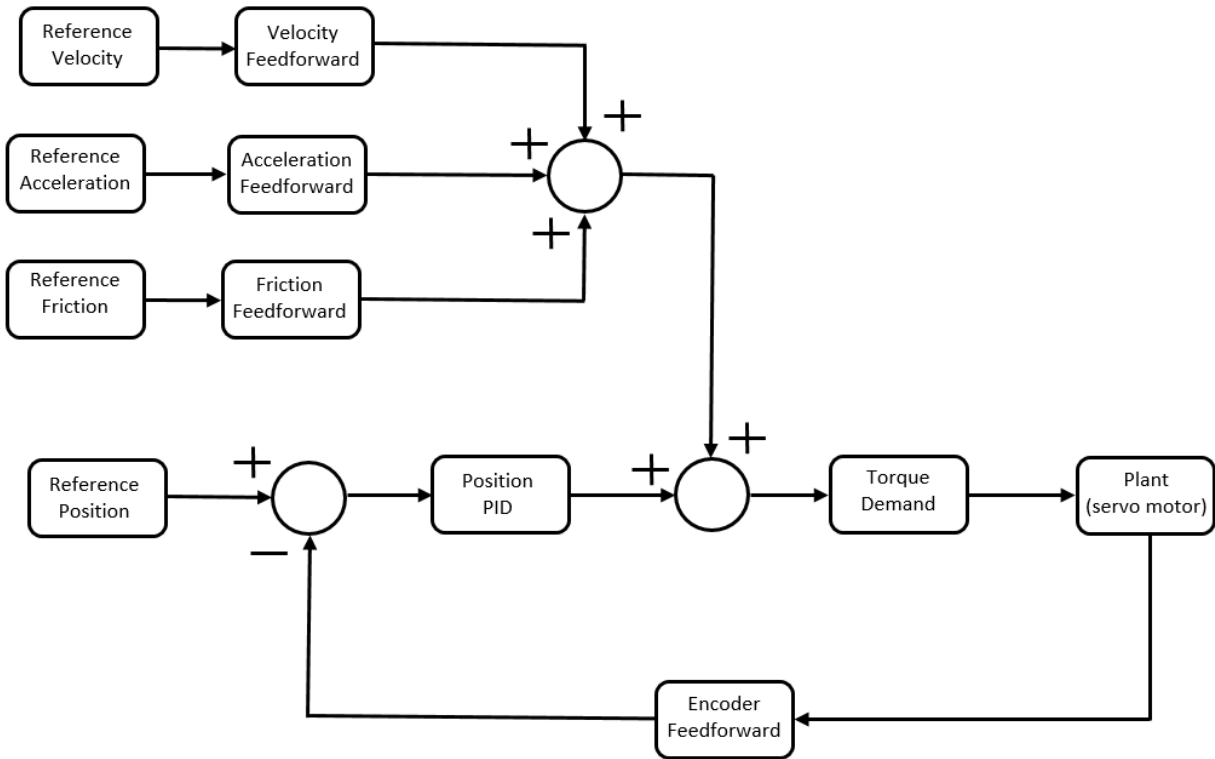 Reference
Velocity
Velocity
Feedforward
+
+
Reference
Acceleration
Acceleration
Feedforward
+
Reference
Friction
Friction
Feedforward
+
+
+
Reference
Position
Position
PID
Torque
Demand
Plant
(servo motor)
−
Encoder
Feedforward